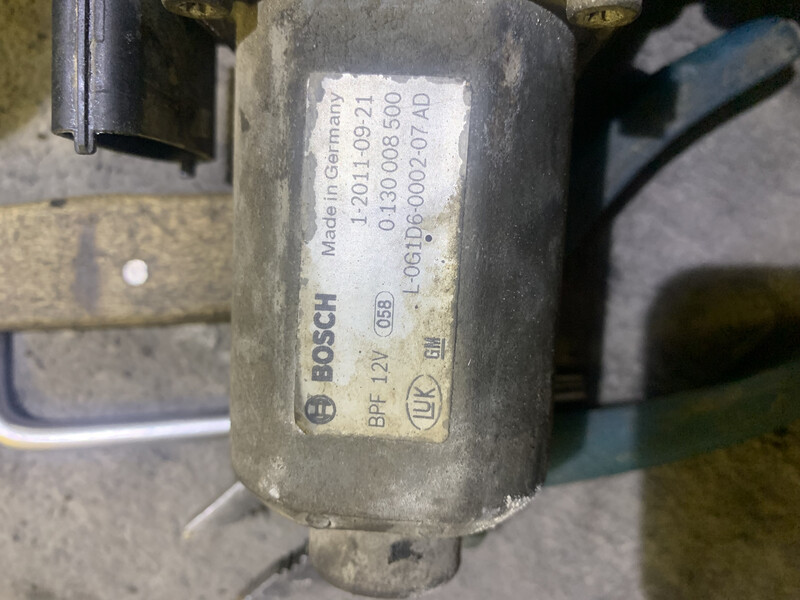 BOSCH Made in Germany
BPF 12V 1-2011-09-21
058 0 130 008 500
LuK L-0G1D6-0002-07 AD
GM